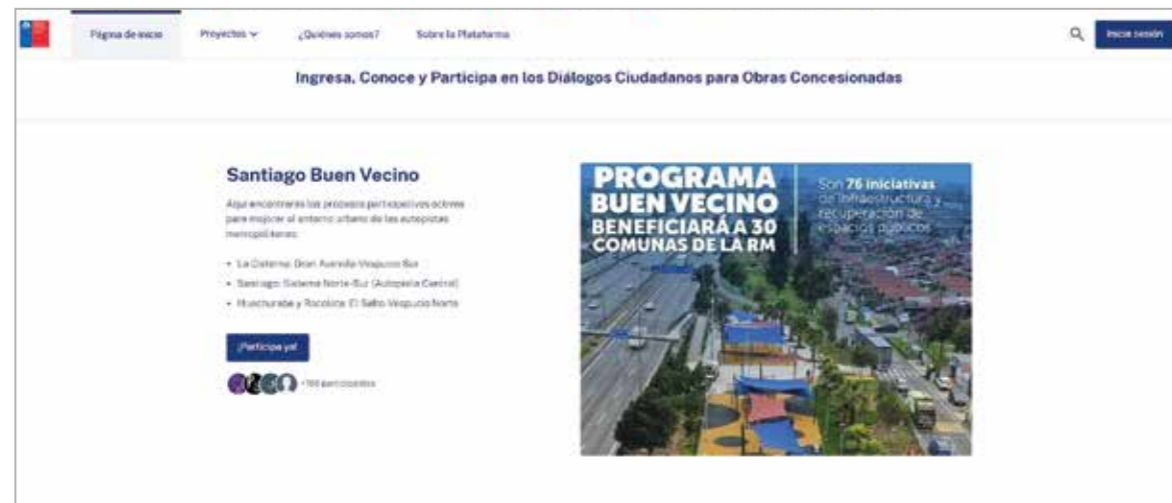 Página de inicio
Proyectos
¿Quiénes somos?
Sobre la Plataforma
Inicia sesión
Ingresa, Conoce y Participa en los Diálogos Ciudadanos para Obras Concesionadas
Santiago Buen Vecino
Aquí encontrarás los procesos participativos activos
para mejorar el entorno urbano de las autopistas
metropolitanas:
• La Cisterna: Gran Avenida Vespucio Sur
• Santiago: Sistema Norte-Sur (Autopista Central)
• Huechuraba y Recoleta: El Salto Vespucio Norte
¡Participa ya!
participantes
PROGRAMA
BUEN VECINO
BENEFICIARÁ A 30
COMUNAS DE LA RM
Son 76 iniciativas
de infraestructura y
recuperación de
espacios públicos